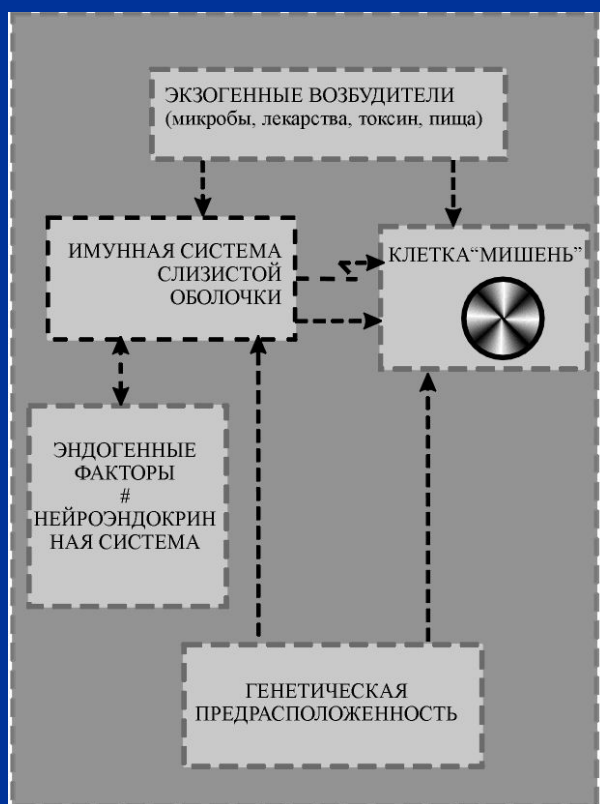 ЭКЗОГЕННЫЕ ВОЗБУДИТЕЛИ
(микробы, лекарства, токсин, пища)
ИМУННАЯ СИСТЕМА
СЛИЗИСТОЙ
ОБОЛОЧКИ
КЛЕТКА“МИШЕНЬ”
ЭНДОГЕННЫЕ
ФАКТОРЫ
#
НЕЙРОЭНДОКРИН
НАЯ СИСТЕМА
ГЕНЕТИЧЕСКАЯ
ПРЕДРАСПОЛОЖЕННОСТЬ